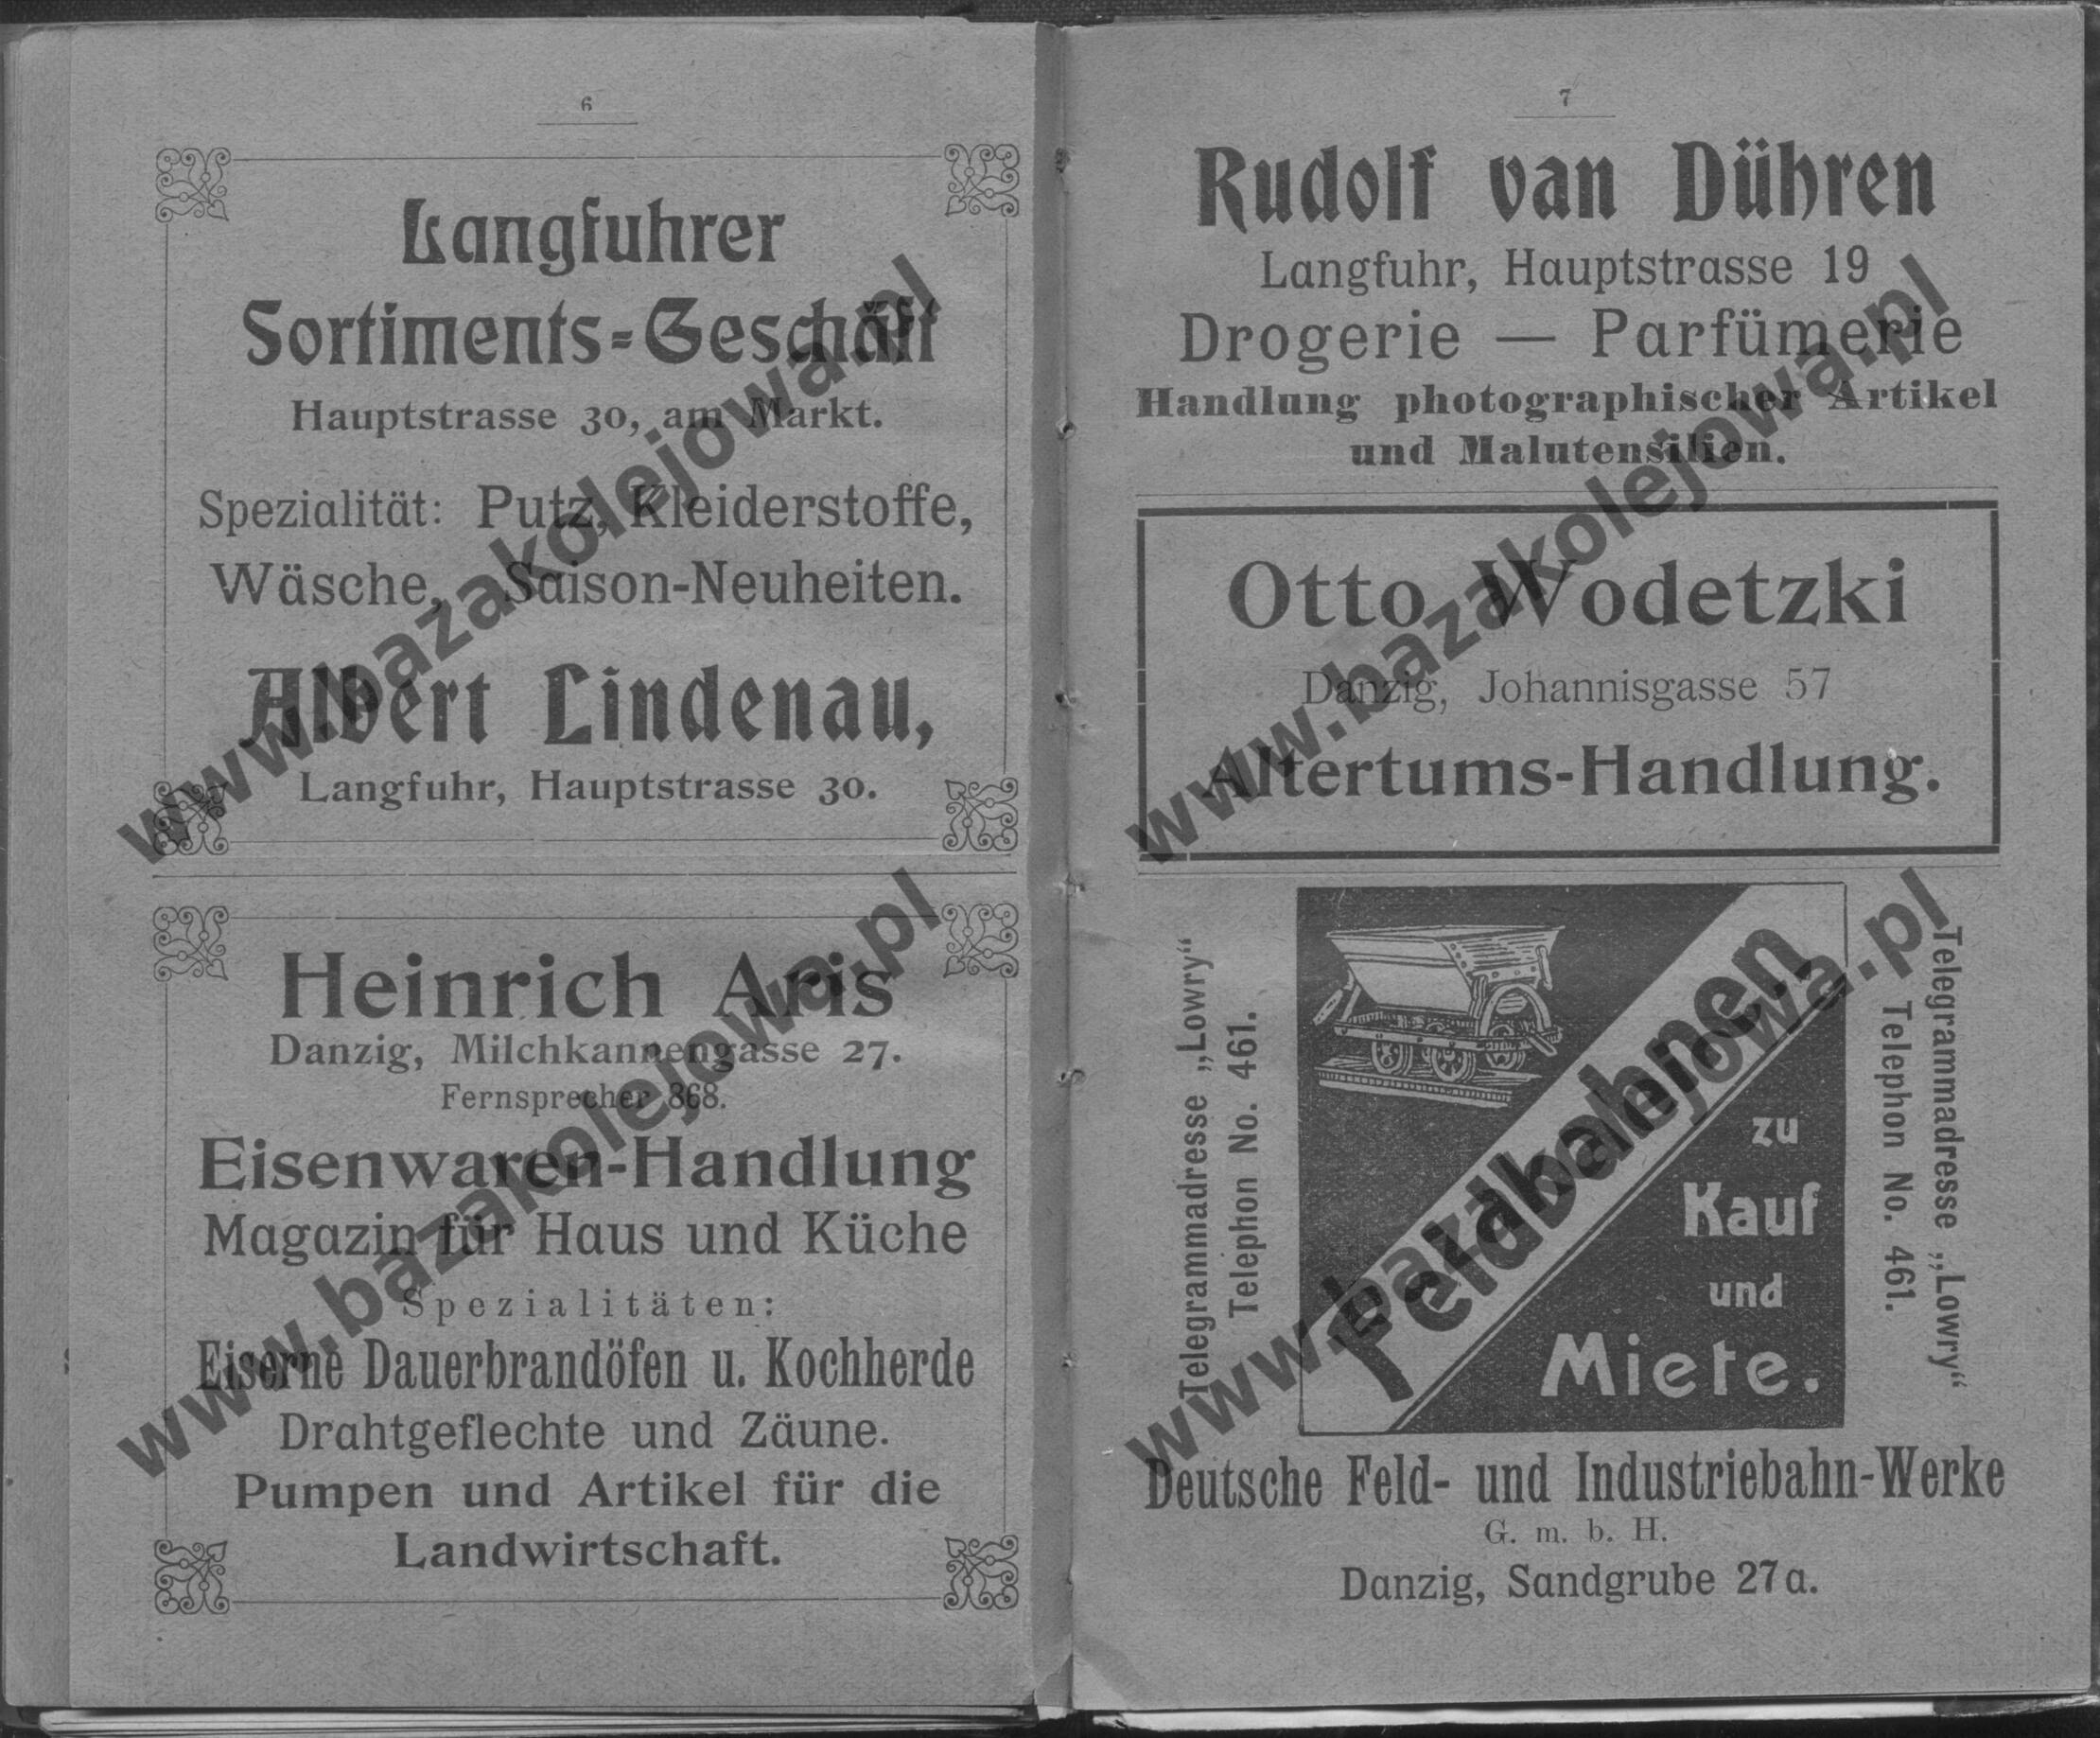 6
Langfuhrer
Sortiments-Geschäft
Hauptstrasse 30, am Markt.
Spezialität: Putz, Kleiderstoffe,
Wäsche, Saison-Neuheiten.
Albert Lindenau,
Langfuhr, Hauptstrasse 30.
Heinrich Aris
Danzig, Milchkannengasse 27.
Fernsprecher 868.
Eisenwaren-Handlung
Magazin für Haus und Küche
Spezialitäten:
Eiserne Dauerbrandöfen u. Kochherde
Drahtgeflechte und Zäune.
Pumpen und Artikel für die
Landwirtschaft.
www.bazakolejowa.pl
www.bazakolejowa.pl
7
Rudolf van Dühren
Langfuhr, Hauptstrasse 19
Drogerie — Parfümerie
Handlung photographischer Artikel
und Malutensilien.
Otto Wodetzki
Danzig, Johannisgasse 57
Altertums-Handlung.
Telegrammadresse „Lowry“
Telephon No. 461.
Feldbahnen
zu
Kauf
und
Miete.
Telegrammadresse „Lowry“
Telephon No. 461.
Deutsche Feld- und Industriebahn-Werke
G. m. b. H.
Danzig, Sandgrube 27a.
www.bazakolejowa.pl
www.bazakolejowa.pl